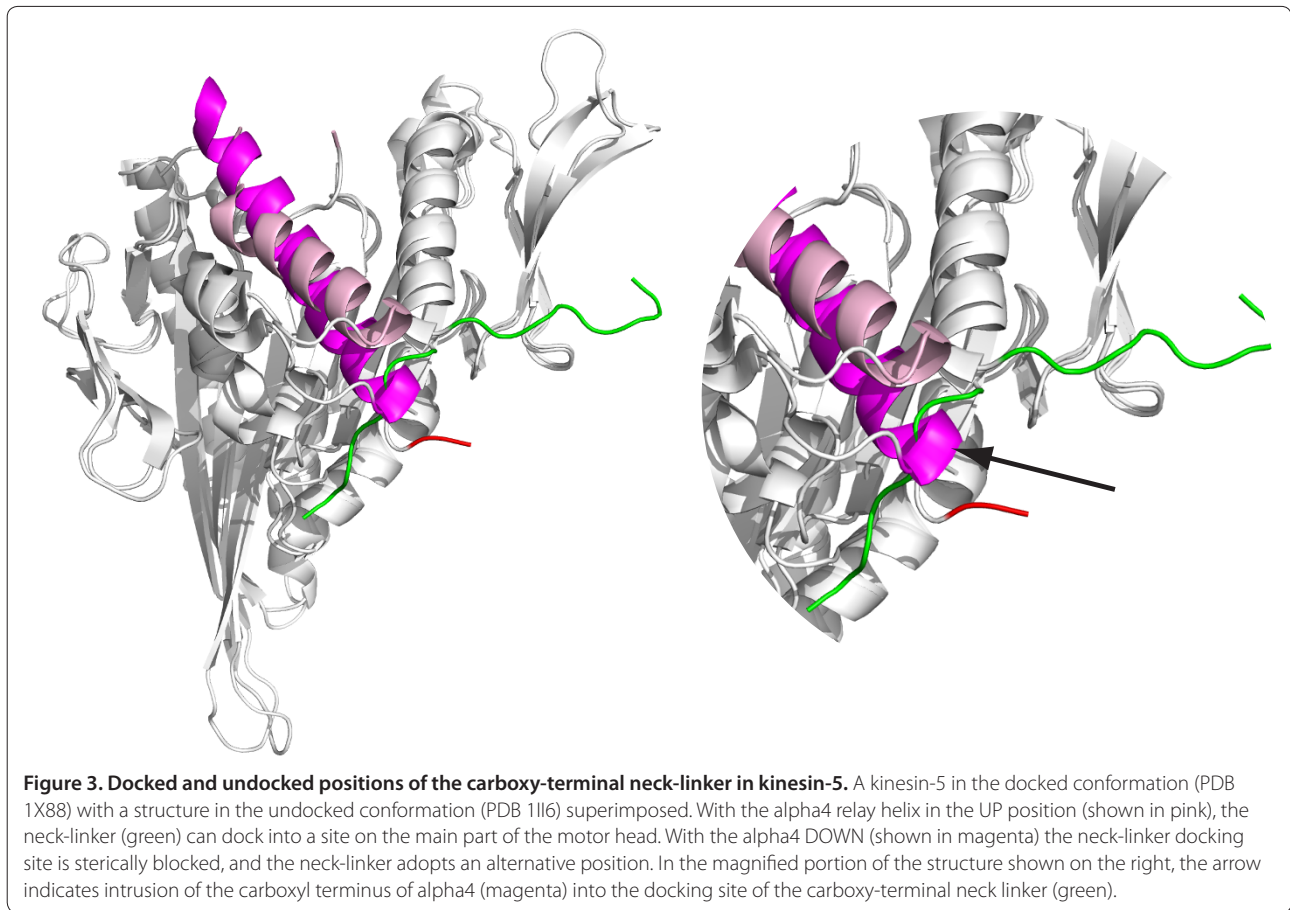 Figure 3. Docked and undocked positions of the carboxy-terminal neck-linker in kinesin-5. A kinesin-5 in the docked conformation (PDB
1X88) with a structure in the undocked conformation (PDB 1II6) superimposed. With the alpha4 relay helix in the UP position (shown in pink), the
neck-linker (green) can dock into a site on the main part of the motor head. With the alpha4 DOWN (shown in magenta) the neck-linker docking
site is sterically blocked, and the neck-linker adopts an alternative position. In the magnified portion of the structure shown on the right, the arrow
indicates intrusion of the carboxyl terminus of alpha4 (magenta) into the docking site of the carboxy-terminal neck linker (green).